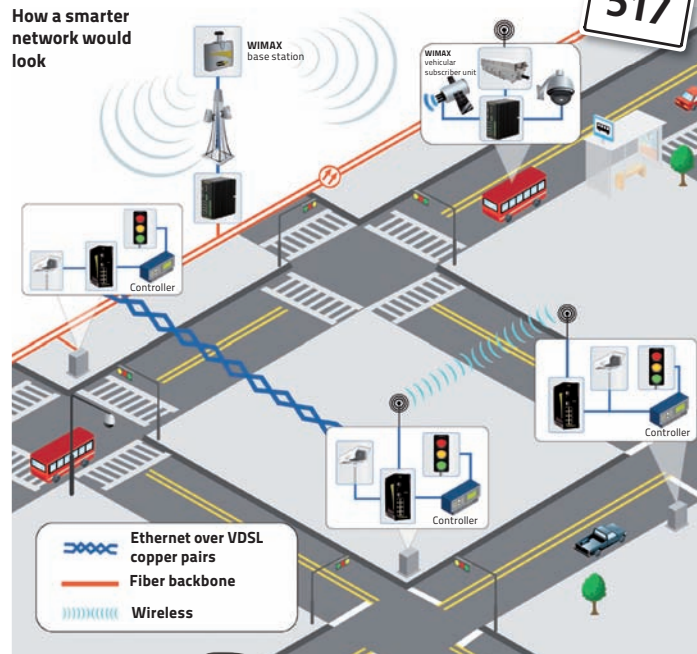 How a smarter
network would
look
517
WIMAX
base station
WIMAX
vehicular
subscriber unit
Controller
Controller
Controller
Ethernet over VDSL
copper pairs
Fiber backbone
Wireless